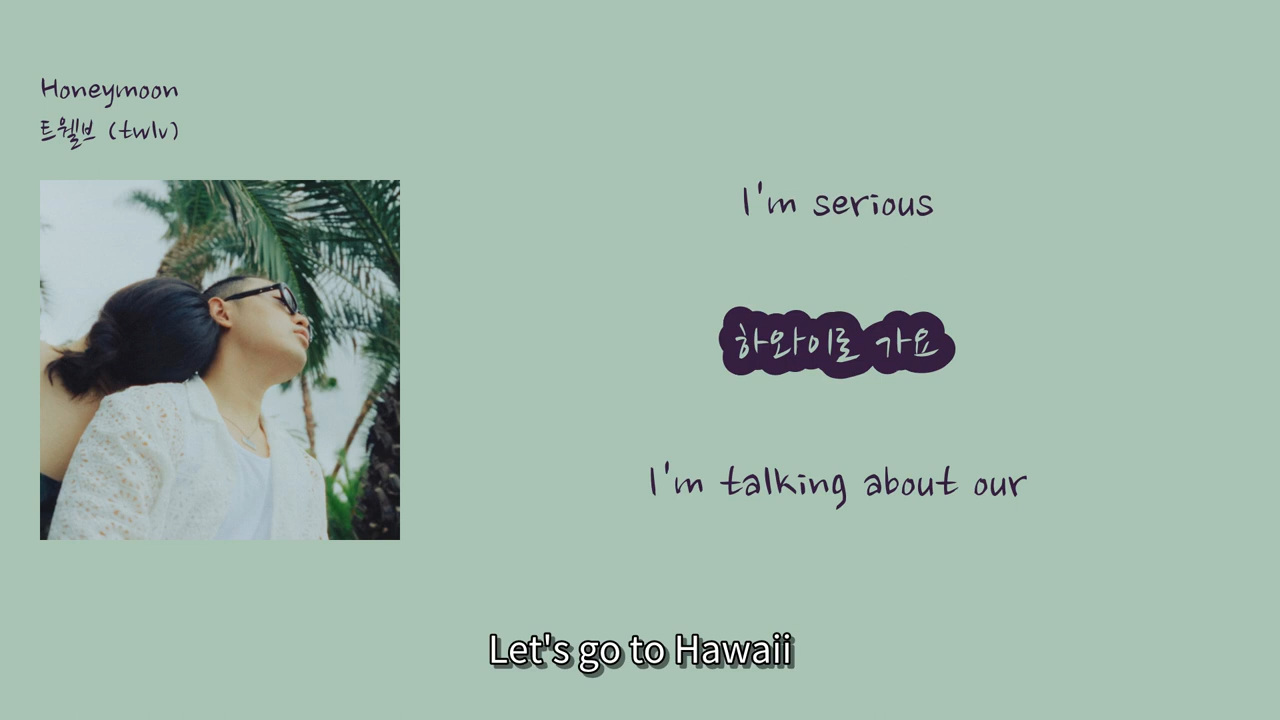 Honeymoon
트웰브 (twlv)
I'm serious
하와이로 가요
I'm talking about our
Let's go to Hawaii